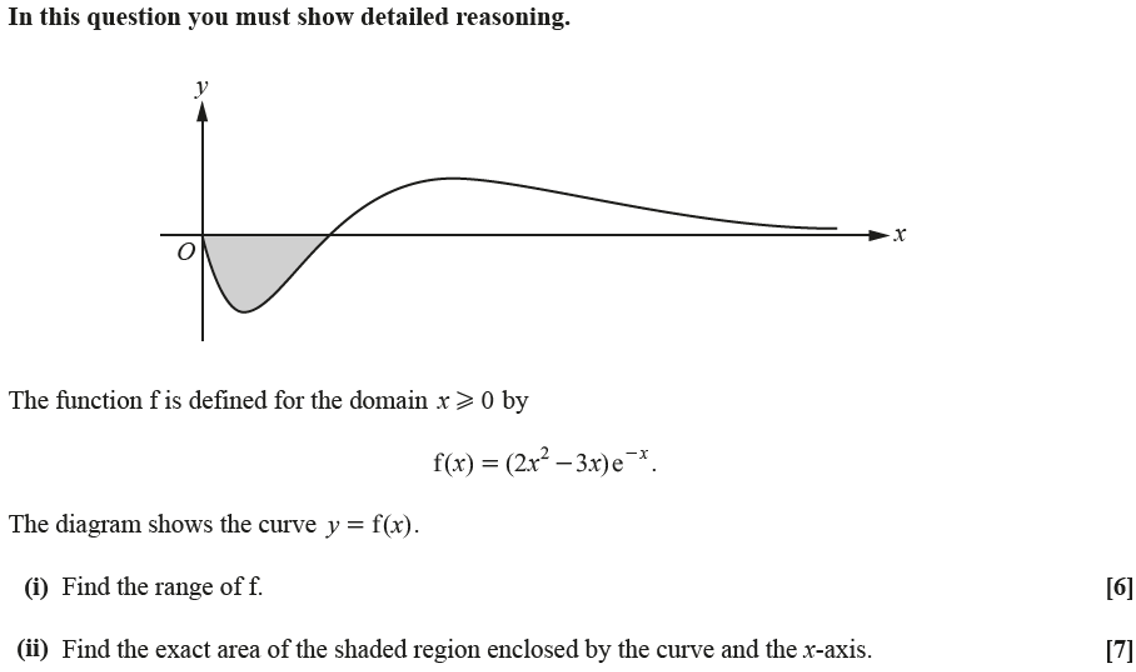 In this question you must show detailed reasoning.
y
O
x
The function f is defined for the domain x ⩾ 0 by
f(x) = (2x² − 3x)e⁻ˣ.
The diagram shows the curve y = f(x).
(i) Find the range of f. [6]
(ii) Find the exact area of the shaded region enclosed by the curve and the x-axis. [7]